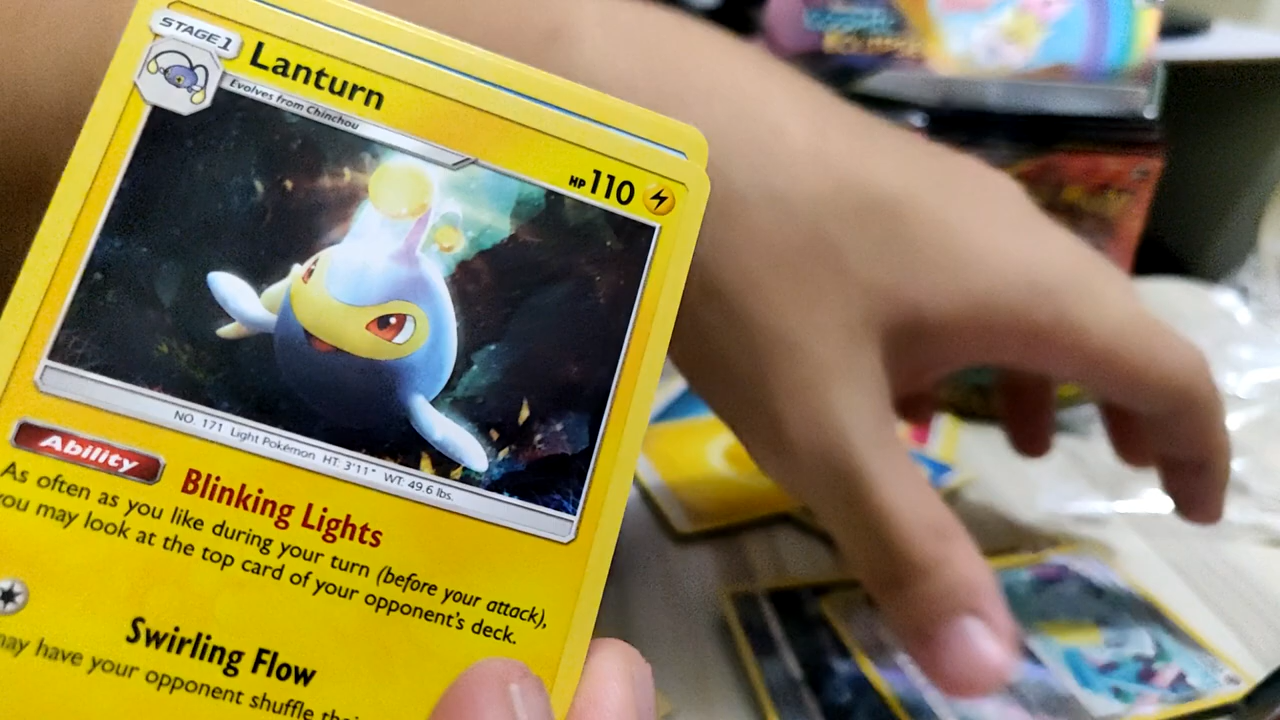 STAGE 1
Lanturn
Evolves from Chinchou
HP 110
NO. 171 Light Pokémon HT: 3'11" WT: 49.6 lbs.
Ability
Blinking Lights
As often as you like during your turn (before your attack),
you may look at the top card of your opponent's deck.
Swirling Flow
may have your opponent shuffle